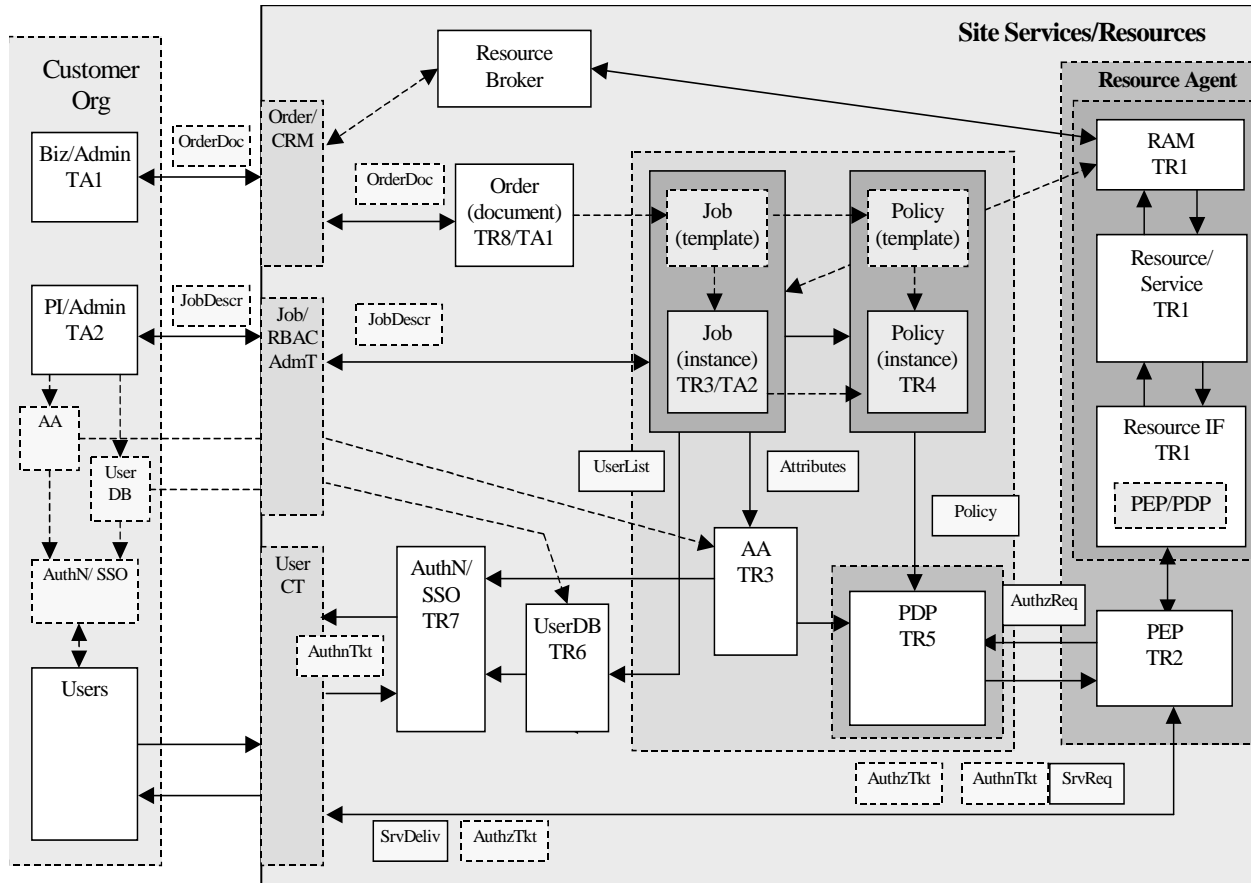 Site Services/Resources
Customer
Org
Resource
Broker
Resource Agent
Order/
CRM
OrderDoc
Biz/Admin
TA1
RAM
TR1
OrderDoc
Order
(document)
TR8/TA1
Job
(template)
Policy
(template)
Resource/
Service
TR1
PI/Admin
TA2
JobDescr
Job/
RBAC
AdmT
JobDescr
Job
(instance)
TR3/TA2
Policy
(instance)
TR4
AA
User
DB
Resource IF
TR1
PEP/PDP
UserList
Attributes
Policy
AuthN/ SSO
User
CT
AuthN/
SSO
TR7
AA
TR3
UserDB
TR6
PDP
TR5
AuthzReq
PEP
TR2
AuthnTkt
Users
AuthzTkt
AuthnTkt
SrvReq
SrvDeliv
AuthzTkt